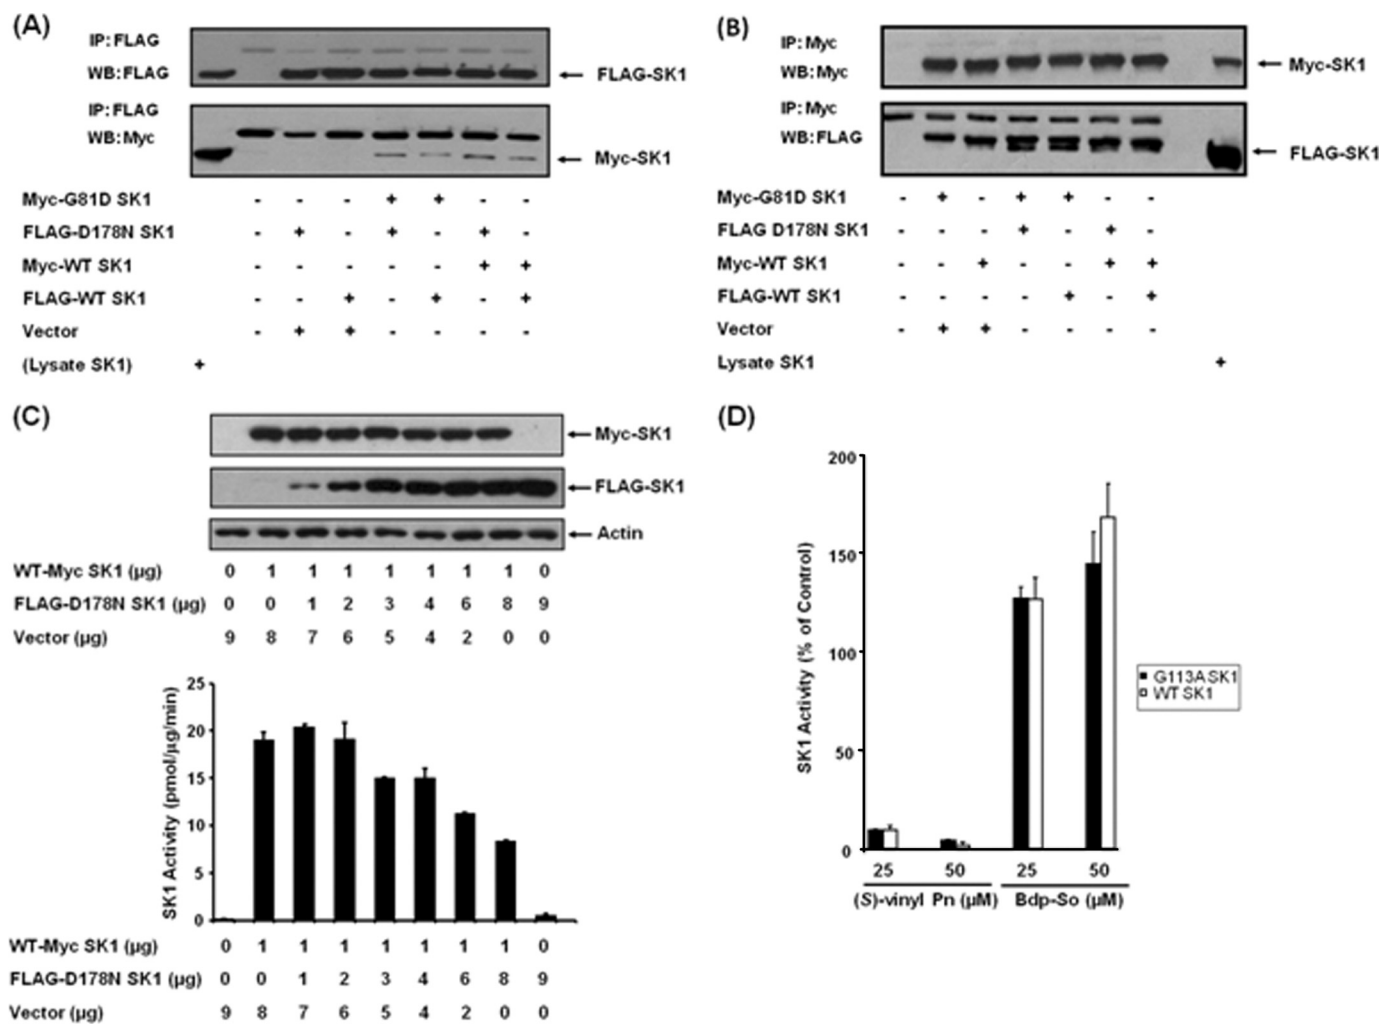 (A)
IP: FLAG
WB: FLAG
FLAG-SK1
IP: FLAG
WB: Myc
Myc-SK1
Myc-G81D SK1 - - - + + - -
FLAG-D178N SK1 - + - + - + -
Myc-WT SK1 - - - - - + +
FLAG-WT SK1 - - + - + - +
Vector - + + - - - -
(Lysate SK1) +
(B)
IP: Myc
WB: Myc
Myc-SK1
IP: Myc
WB: FLAG
FLAG-SK1
Myc-G81D SK1 - + - + + - -
FLAG D178N SK1 - - - + - + -
Myc-WT SK1 - - + - - + +
FLAG-WT SK1 - - - - + - +
Vector - + + - - - -
Lysate SK1 +
(C)
Myc-SK1
FLAG-SK1
Actin
WT-Myc SK1 (µg) 0 1 1 1 1 1 1 1 0
FLAG-D178N SK1 (µg) 0 0 1 2 3 4 6 8 9
Vector (µg) 9 8 7 6 5 4 2 0 0
SK1 Activity (pmol/µg/min)
25
20
15
10
5
0
WT-Myc SK1 (µg) 0 1 1 1 1 1 1 1 0
FLAG-D178N SK1 (µg) 0 0 1 2 3 4 6 8 9
Vector (µg) 9 8 7 6 5 4 2 0 0
(D)
SK1 Activity (% of Control)
200
150
100
50
0
G113A SK1
WT SK1
25 50 25 50
(S)-vinyl Pn (µM) Bdp-So (µM)